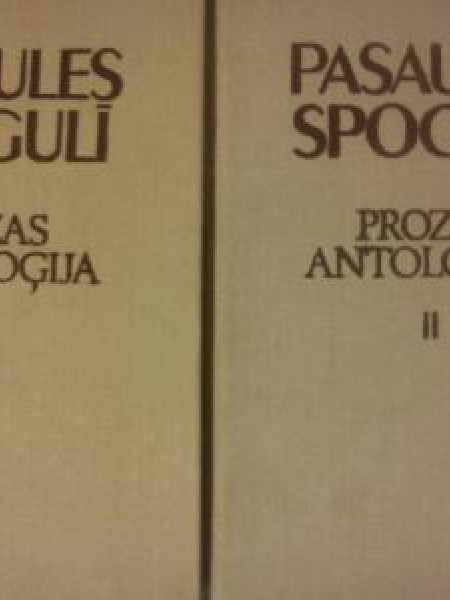 ULES
GULĪ
ZAS
OĢIJA
PASAU
SPOG
PROZ
ANTOLO
II